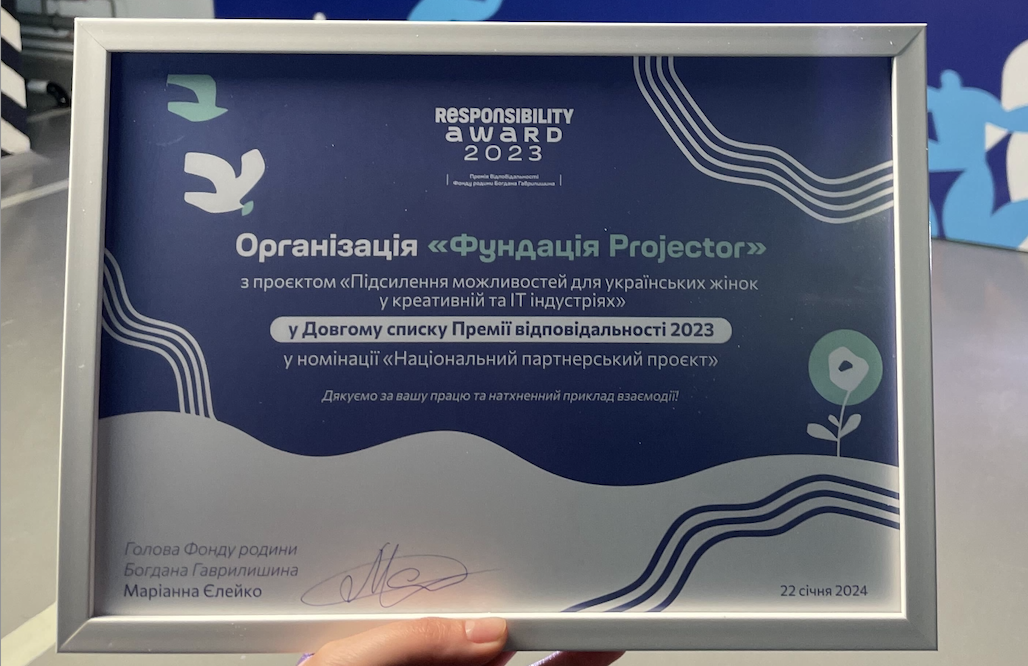 RESPONSIBILITY
AWARD
2023
Премія Відповідальності
Фонду родини Богдана Гаврилишина
Організація «Фундація Projector»
з проєктом «Підсилення можливостей для українських жінок
у креативній та ІТ індустріях»
у Довгому списку Премії відповідальності 2023
у номінації «Національний партнерський проєкт»
Дякуємо за вашу працю та натхненний приклад взаємодії!
Голова Фонду родини
Богдана Гаврилишина
Маріанна Єлейко
22 січня 2024